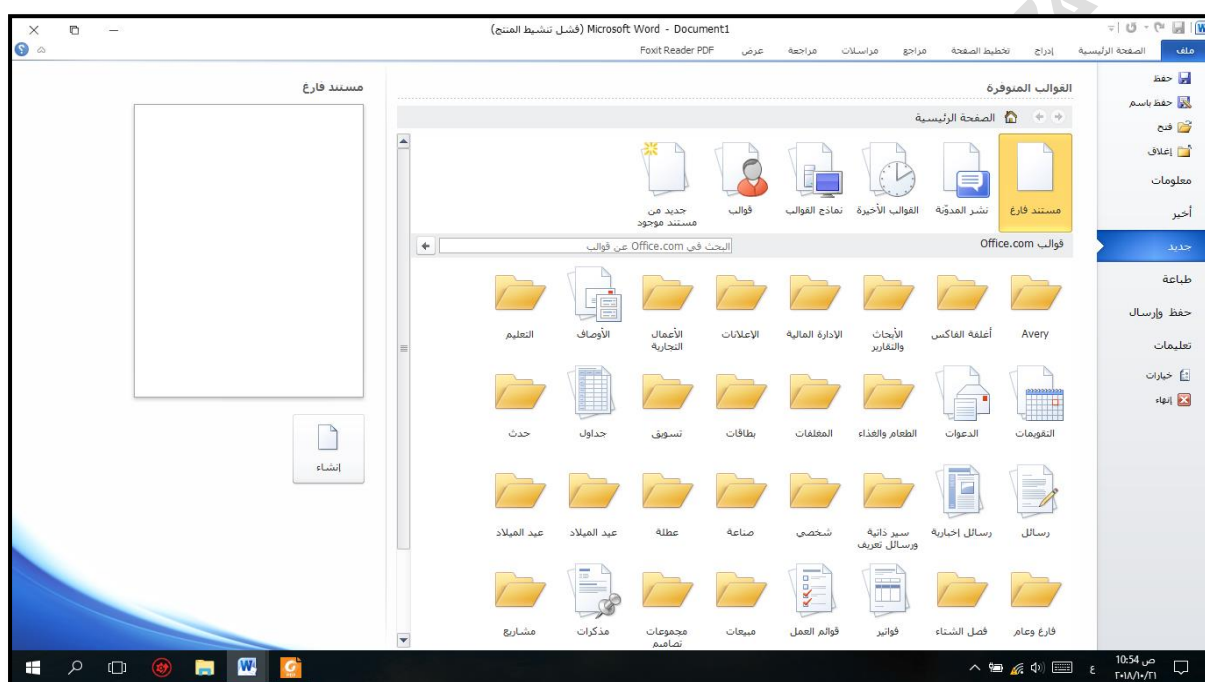 Microsoft Word - Document1 (فشل تنشيط المنتج)
ملف الصفحة الرئيسية إدراج تخطيط الصفحة مراجع مراسلات مراجعة عرض Foxit Reader PDF
حفظ
حفظ باسم
فتح
إغلاق
معلومات
أخير
جديد
طباعة
حفظ وإرسال
تعليمات
خيارات
إنهاء
القوالب المتوفرة
الصفحة الرئيسية
مستند فارغ نشر المدوّنة القوالب الأخيرة نماذج القوالب قوالب جديد من
مستند موجود
قوالب Office.com البحث في Office.com عن قوالب
Avery أغلفة الفاكس الأبحاث الادارة المالية الإعلانات الأعمال الأوصاف التعليم
والتقارير التجارية
التقويمات الدعوات الطعام والغذاء المغلفات بطاقات تسويق جداول حدث
رسائل رسائل إخبارية سير ذاتية شخصي صناعة عطلة عيد الميلاد عيد الميلاد
ورسائل تعريف
فارغ وعام فصل الشتاء فواتير قوائم العمل مبيعات مجموعات مذكرات مشاريع
تصاميم
مستند فارغ
إنشاء
ع 10:54 ص
٢٠١٨/١٠/٢١